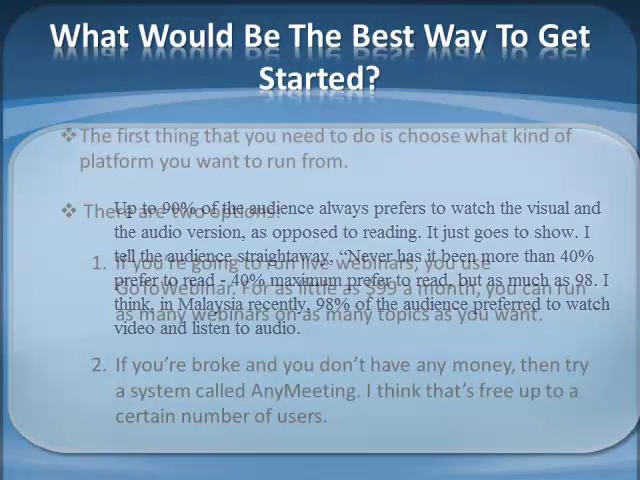 What Would Be The Best Way To Get
Started?
❖The first thing that you need to do is choose what kind of
platform you want to run from.
❖ There are two options:
Up to 90% of the audience always prefers to watch the visual and
the audio version, as opposed to reading. It just goes to show. I
tell the audience straightaway, “Never has it been more than 40%
prefer to read - 40% maximum prefer to read, but as much as 98. I
think, in Malaysia recently, 98% of the audience preferred to watch
video and listen to audio.
1. If you’re going to run live webinars, you use
GoToWebinar. For as little as $99 a month, you can run
as many webinars on as many topics as you want.
2. If you’re broke and you don’t have any money, then try
a system called AnyMeeting. I think that’s free up to a
certain number of users.